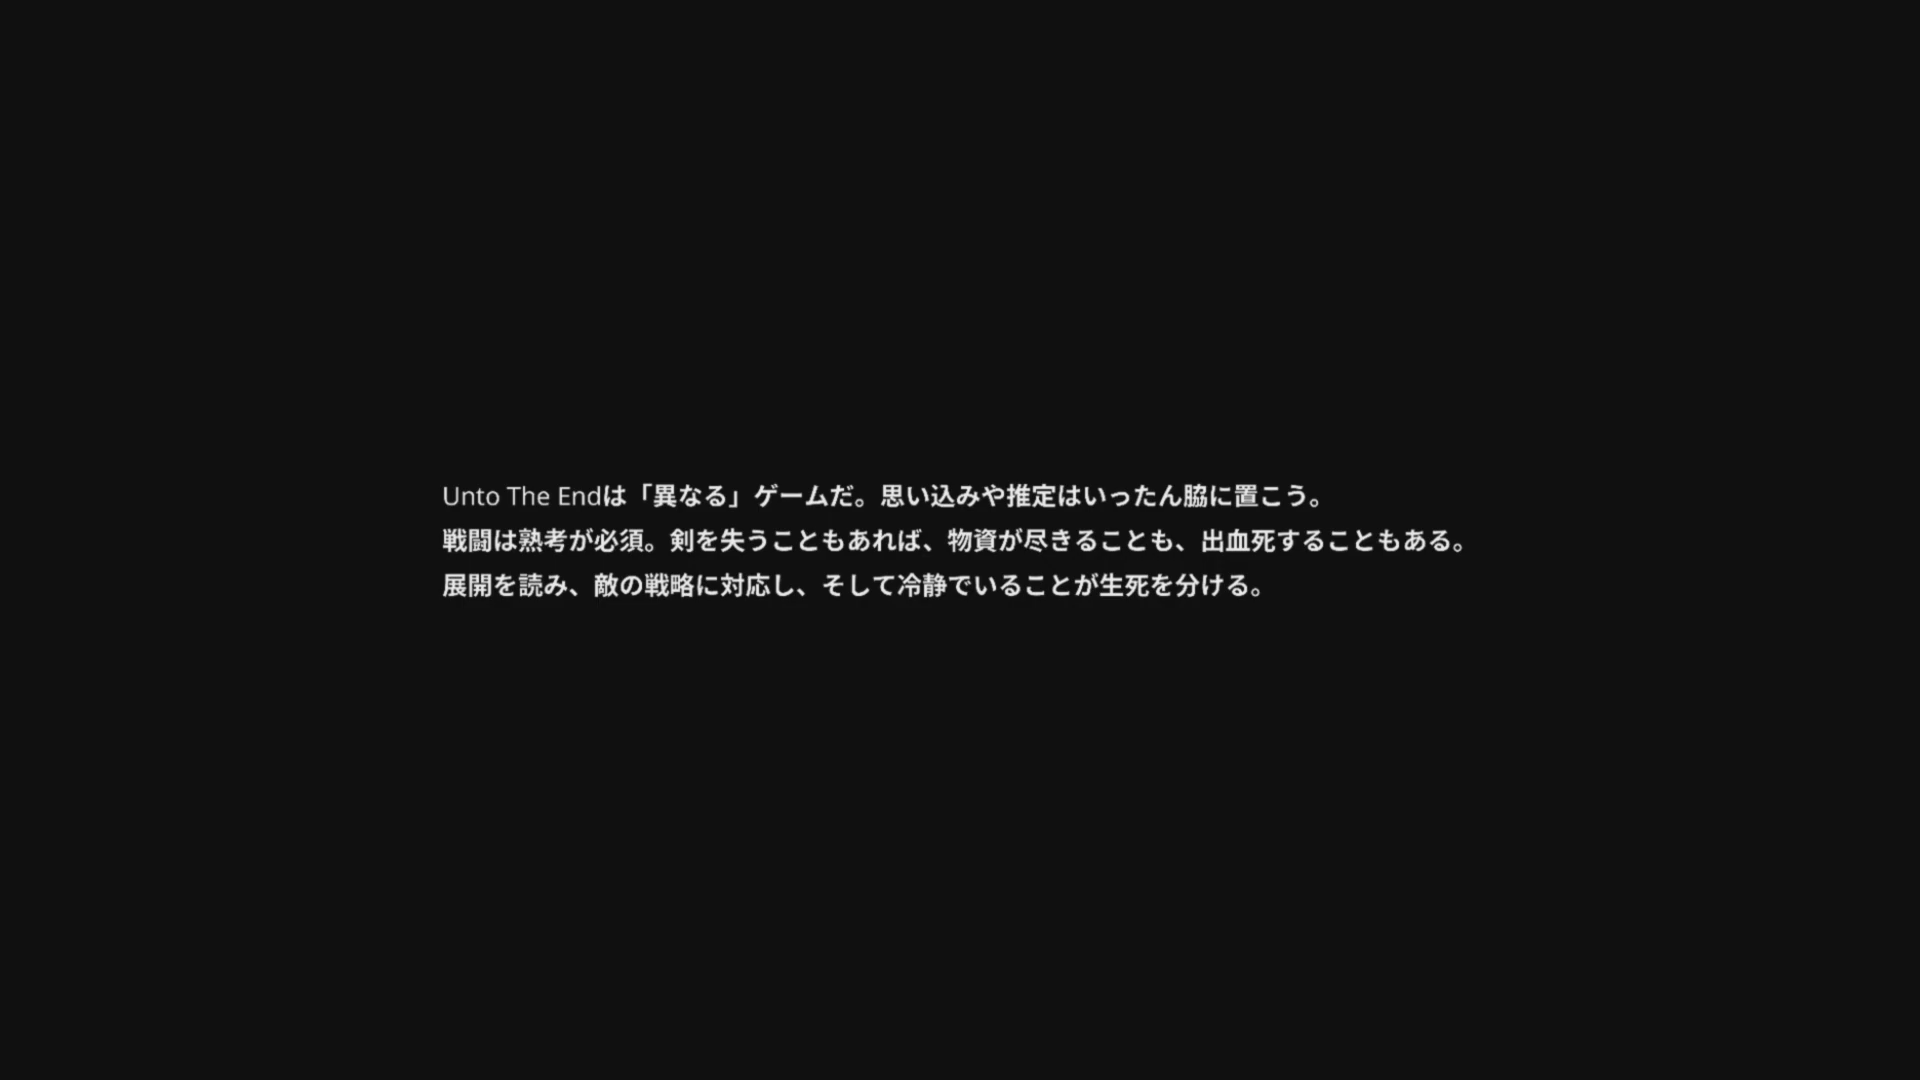 Unto The Endは「異なる」ゲームだ。思い込みや推定はいったん脇に置こう。
戦闘は熟考が必須。剣を失うこともあれば、物資が尽きることも、出血死することもある。
展開を読み、敵の戦略に対応し、そして冷静でいることが生死を分ける。